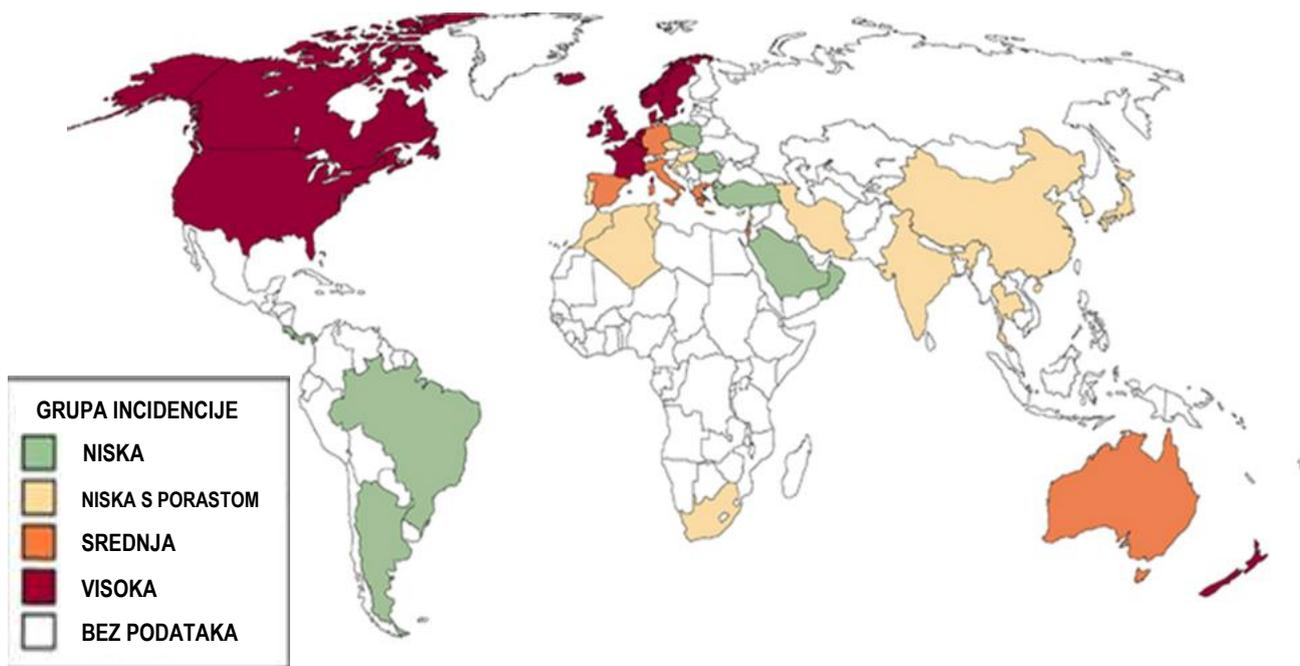 GRUPA INCIDENCIJE
NISKA
NISKA S PORASTOM
SREDNJA
VISOKA
BEZ PODATAKA